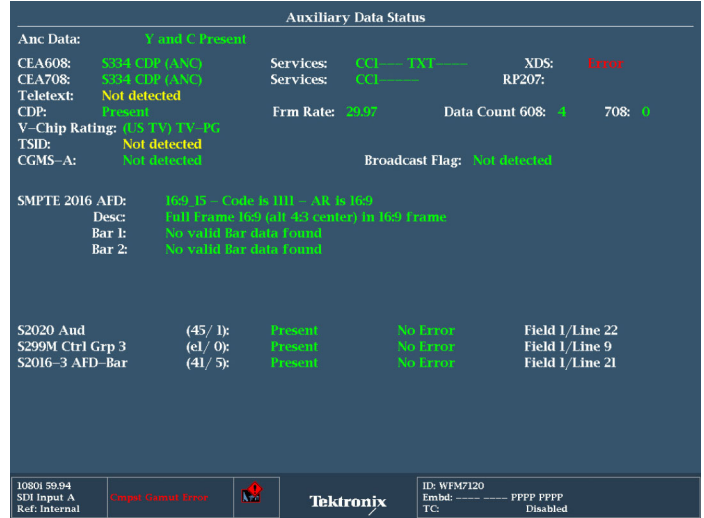 Auxiliary Data Status
Anc Data: Y and C Present
CEA608: S334 CDP (ANC) Services: CC1---- TXT---- XDS: Error
CEA708: S334 CDP (ANC) Services: CC1----- RP207:
Teletext: Not detected
CDP: Present Frm Rate: 29.97 Data Count 608: 4 708: 0
V-Chip Rating: (US TV) TV-PG
TSID: Not detected
CGMS-A: Not detected Broadcast Flag: Not detected
SMPTE 2016 AFD: 16:9_15 - Code is 1111 - AR is 16:9
Desc: Full Frame 16:9 (alt 4:3 center) in 16:9 frame
Bar 1: No valid Bar data found
Bar 2: No valid Bar data found
S2020 Aud (45/ 1): Present No Error Field 1/Line 22
S299M Ctrl Grp 3 (e1/ 0): Present No Error Field 1/Line 9
S2016-3 AFD-Bar (41/ 5): Present No Error Field 1/Line 21
1080i 59.94
SDI Input A
Ref: Internal
Cmpst Gamut Error
Tektronix
ID: WFM7120
Embd: ---- ---- PPPP PPPP
TC: Disabled